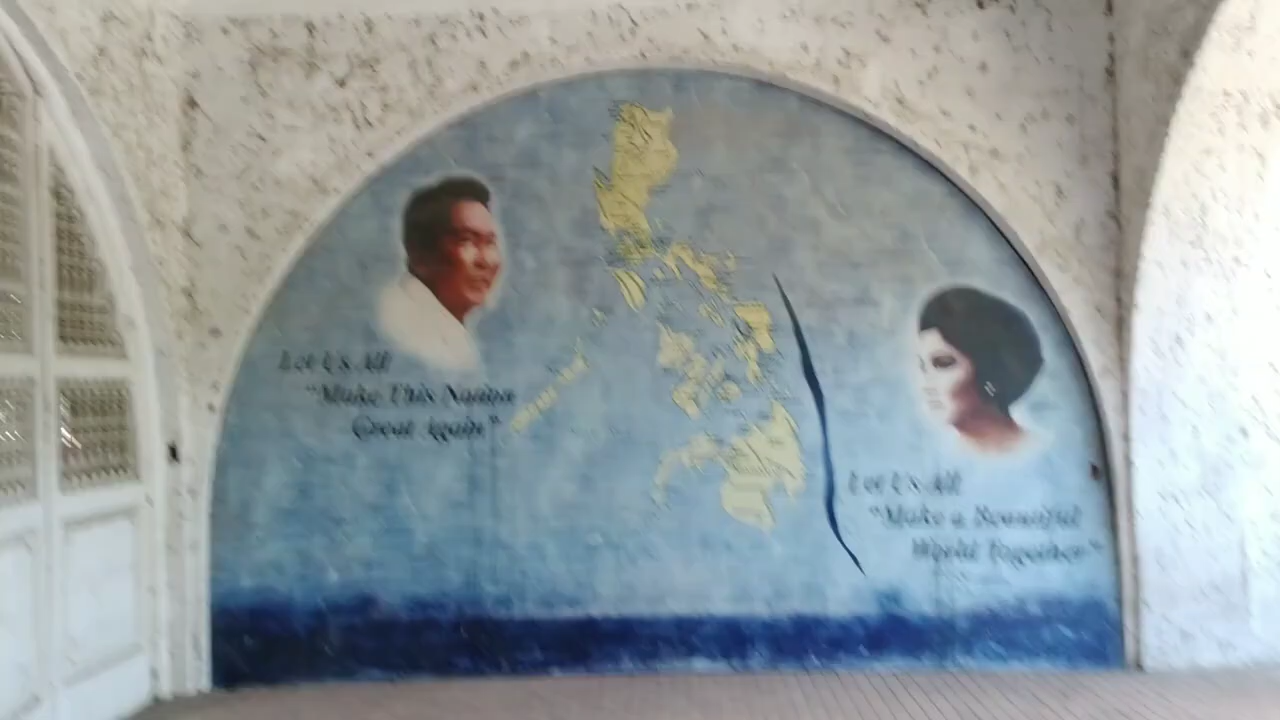 Let Us All
"Make This Nation
Great Again"
Let Us All
"Make a Beautiful
World Together"